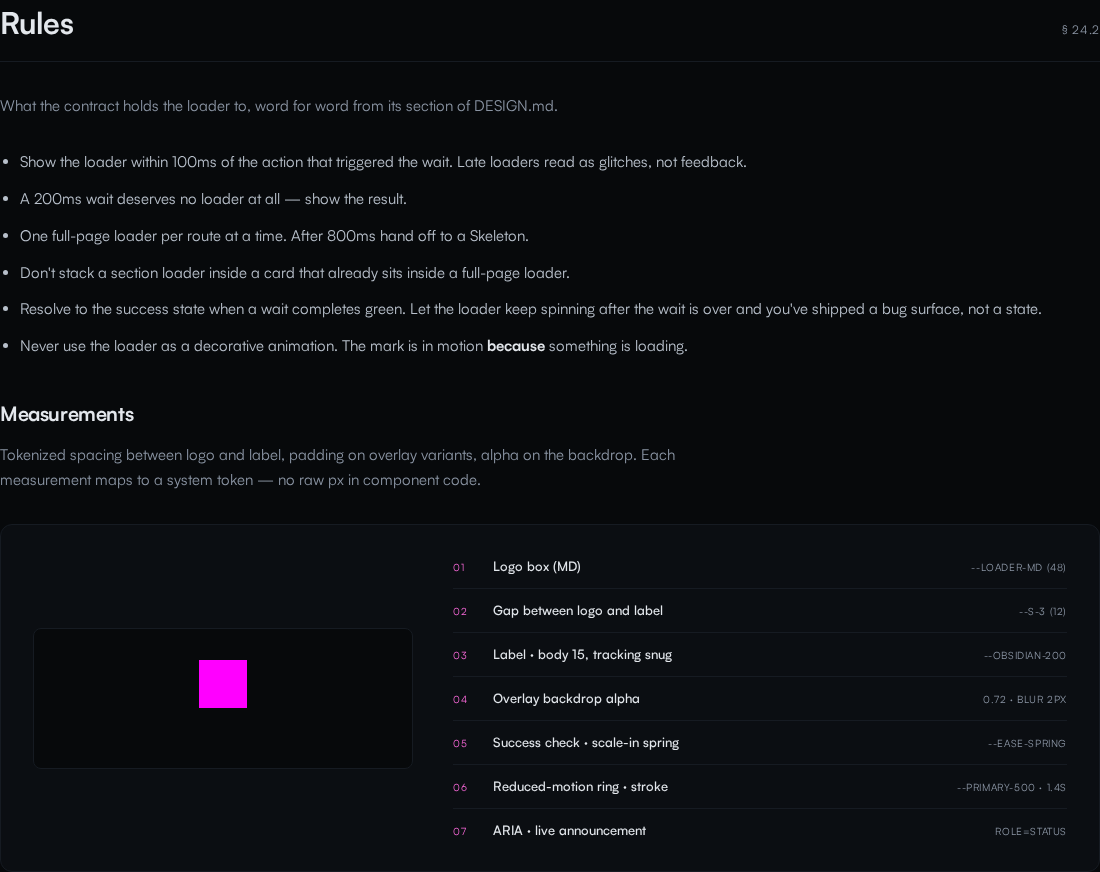 Rules
§ 24.2
What the contract holds the loader to, word for word from its section of DESIGN.md.
• Show the loader within 100ms of the action that triggered the wait. Late loaders read as glitches, not feedback.
• A 200ms wait deserves no loader at all — show the result.
• One full-page loader per route at a time. After 800ms hand off to a Skeleton.
• Don't stack a section loader inside a card that already sits inside a full-page loader.
• Resolve to the success state when a wait completes green. Let the loader keep spinning after the wait is over and you've shipped a bug surface, not a state.
• Never use the loader as a decorative animation. The mark is in motion because something is loading.
Measurements
Tokenized spacing between logo and label, padding on overlay variants, alpha on the backdrop. Each
measurement maps to a system token — no raw px in component code.
01 Logo box (MD) --LOADER-MD (48)
02 Gap between logo and label --S-3 (12)
03 Label · body 15, tracking snug --OBSIDIAN-200
04 Overlay backdrop alpha 0.72 · BLUR 2PX
05 Success check · scale-in spring --EASE-SPRING
06 Reduced-motion ring · stroke --PRIMARY-500 · 1.4S
07 ARIA · live announcement ROLE=STATUS